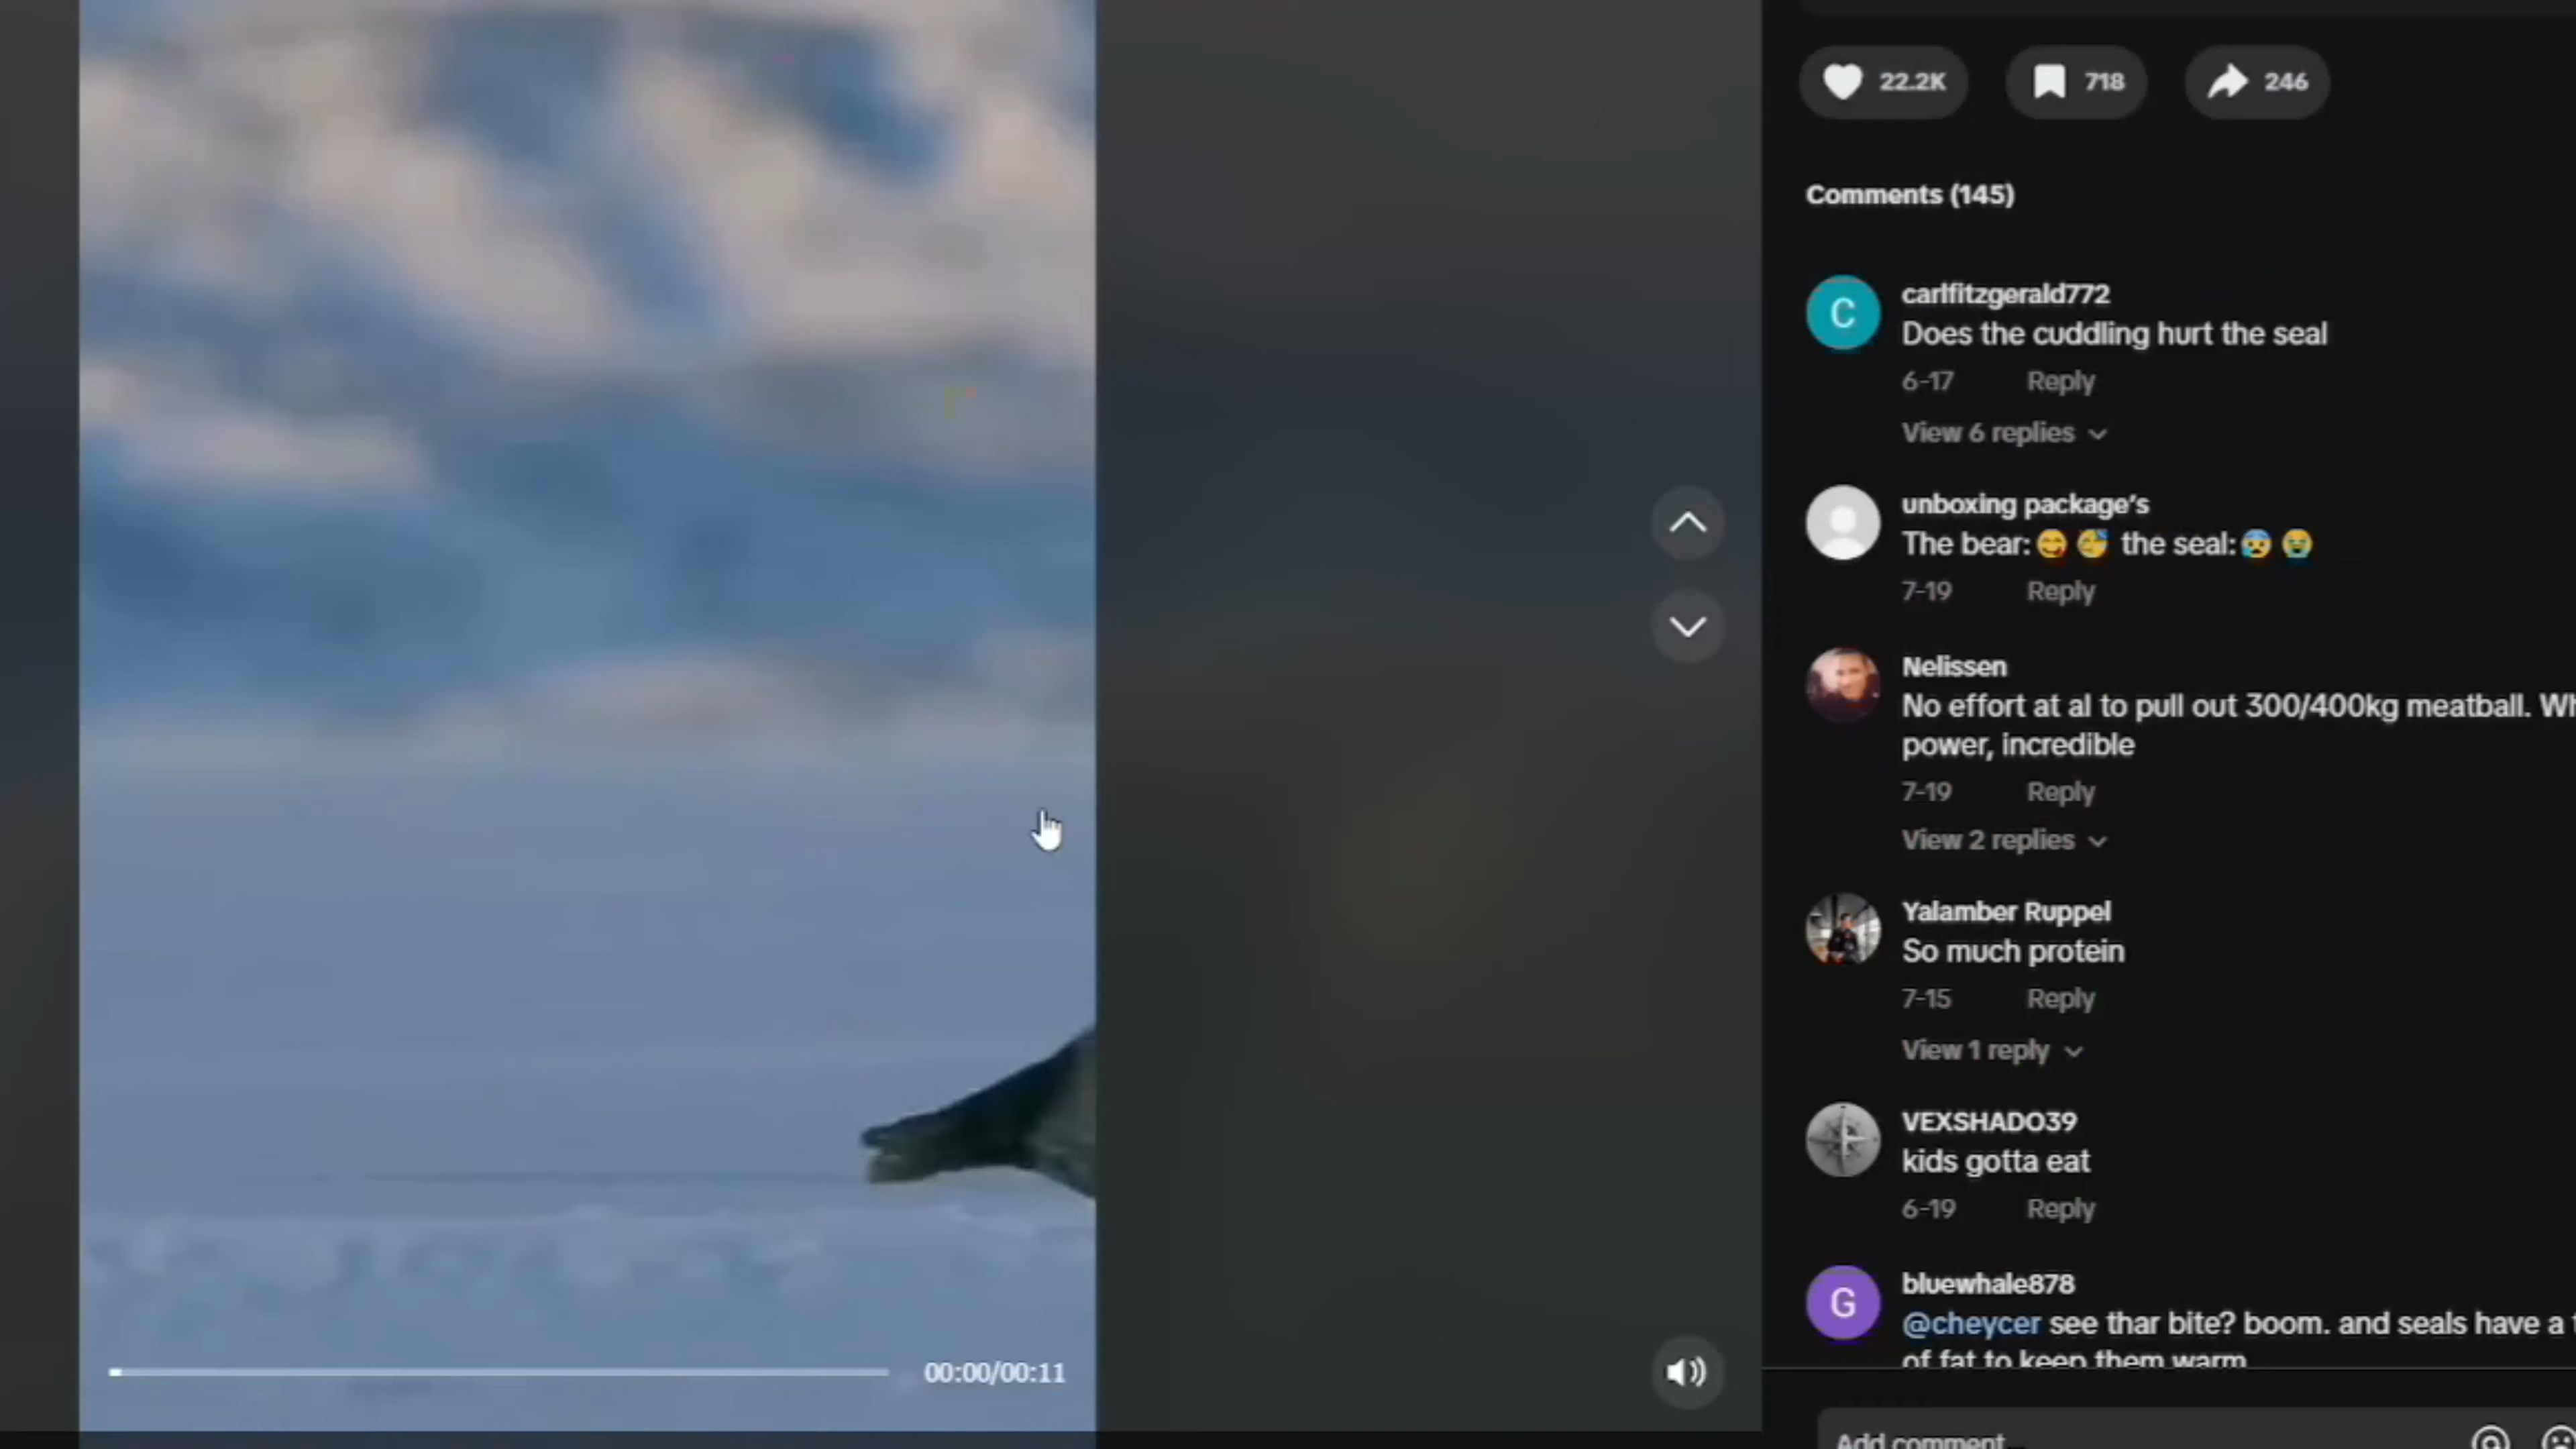 22.2K
718
246
Comments (145)
carlfitzgerald772
Does the cuddling hurt the seal
6-17 Reply
View 6 replies
unboxing package's
The bear:😋🥳 the seal:😰😭
7-19 Reply
Nelissen
No effort at al to pull out 300/400kg meatball. Wh
power, incredible
7-19 Reply
View 2 replies
Yalamber Ruppel
So much protein
7-15 Reply
View 1 reply
VEXSHADO39
kids gotta eat
6-19 Reply
G
bluewhale878
@cheycer see thar bite? boom. and seals have a t
of fat to keep them warm
Add comment
00:00/00:11
C